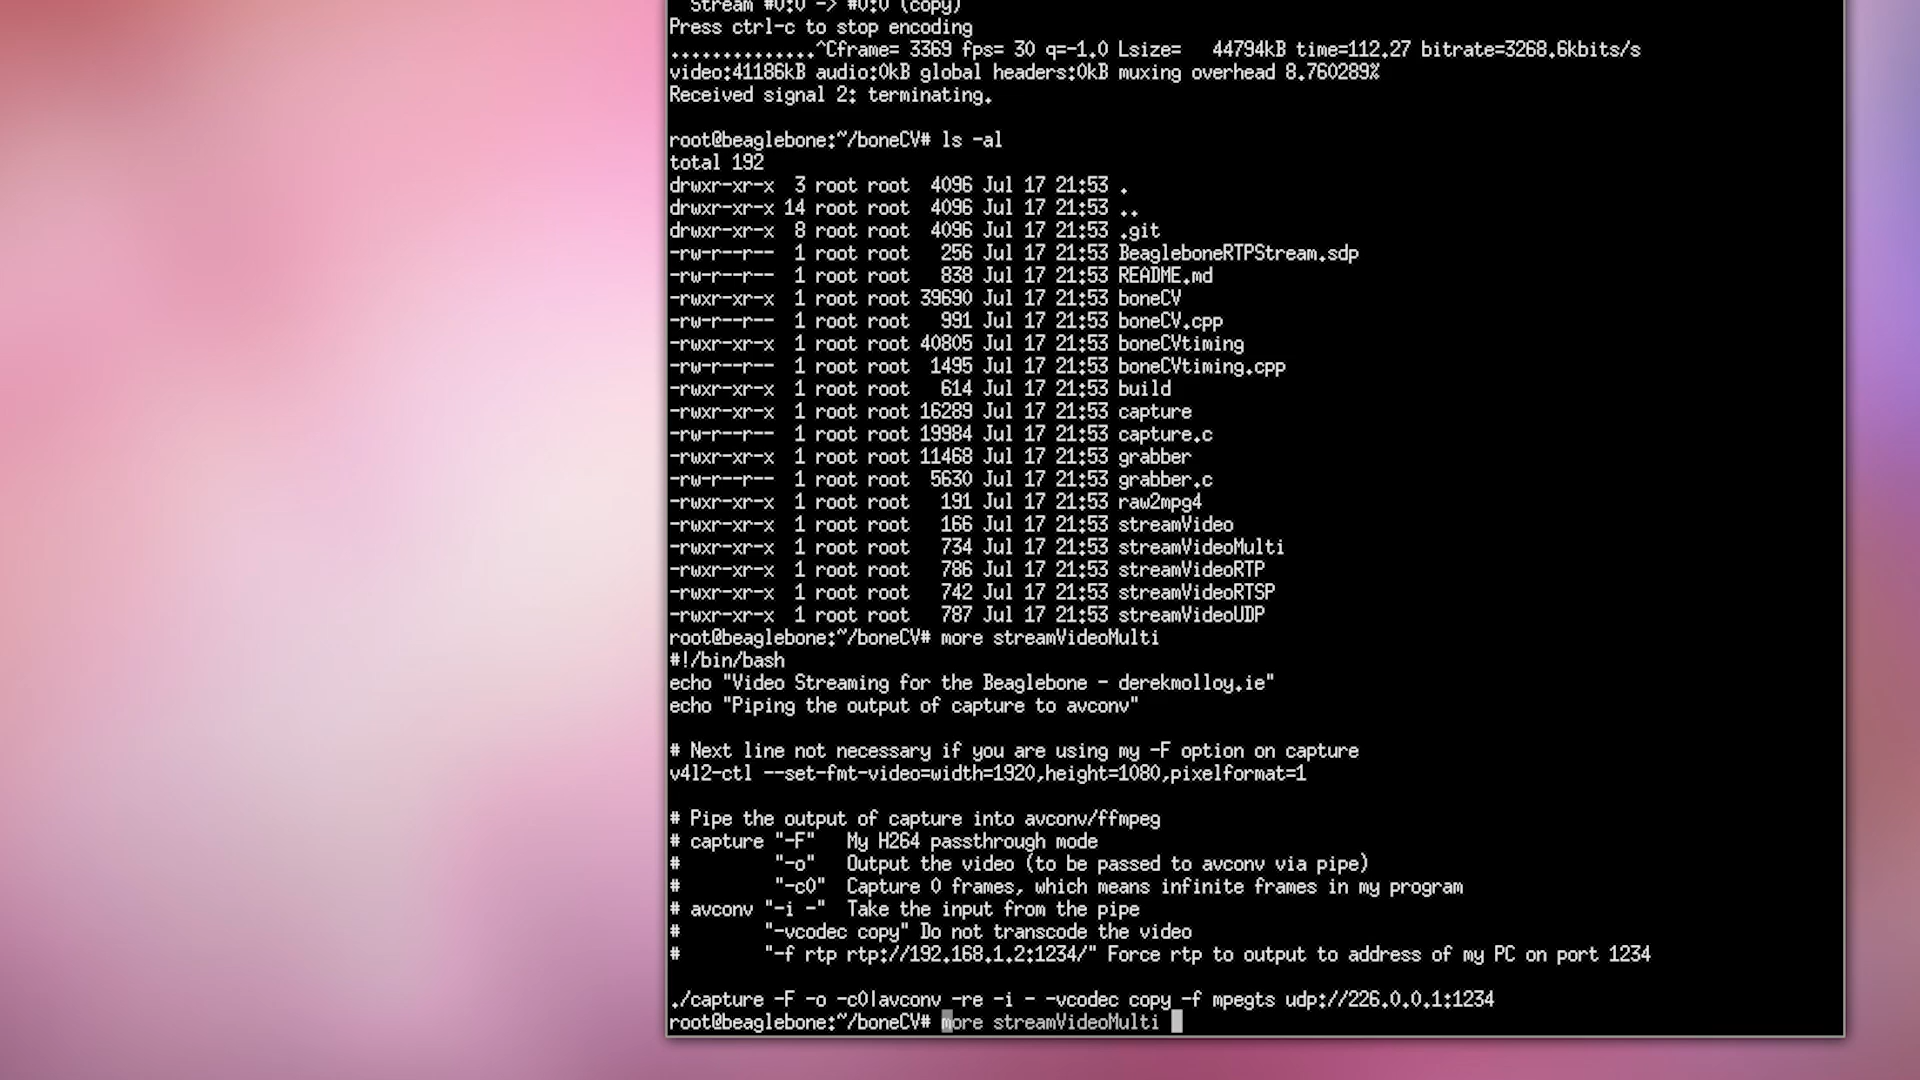 Stream #0:0 -> #0:0 (copy)
Press ctrl-c to stop encoding
..............^Cframe= 3369 fps= 30 q=-1.0 Lsize=   44794kB time=112.27 bitrate=3268.6kbits/s
video:41186kB audio:0kB global headers:0kB muxing overhead 8.760289%
Received signal 2: terminating.
root@beaglebone:~/boneCV# ls -al
total 192
drwxr-xr-x  3 root root  4096 Jul 17 21:53 .
drwxr-xr-x 14 root root  4096 Jul 17 21:53 ..
drwxr-xr-x  8 root root  4096 Jul 17 21:53 .git
-rw-r--r--  1 root root   256 Jul 17 21:53 BeagleboneRTPStream.sdp
-rw-r--r--  1 root root   838 Jul 17 21:53 README.md
-rwxr-xr-x  1 root root 39690 Jul 17 21:53 boneCV
-rw-r--r--  1 root root   991 Jul 17 21:53 boneCV.cpp
-rwxr-xr-x  1 root root 40805 Jul 17 21:53 boneCVtiming
-rw-r--r--  1 root root  1495 Jul 17 21:53 boneCVtiming.cpp
-rwxr-xr-x  1 root root   614 Jul 17 21:53 build
-rwxr-xr-x  1 root root 16289 Jul 17 21:53 capture
-rw-r--r--  1 root root 19984 Jul 17 21:53 capture.c
-rwxr-xr-x  1 root root 11468 Jul 17 21:53 grabber
-rw-r--r--  1 root root  5630 Jul 17 21:53 grabber.c
-rwxr-xr-x  1 root root   191 Jul 17 21:53 raw2mpg4
-rwxr-xr-x  1 root root   166 Jul 17 21:53 streamVideo
-rwxr-xr-x  1 root root   734 Jul 17 21:53 streamVideoMulti
-rwxr-xr-x  1 root root   786 Jul 17 21:53 streamVideoRTP
-rwxr-xr-x  1 root root   742 Jul 17 21:53 streamVideoRTSP
-rwxr-xr-x  1 root root   787 Jul 17 21:53 streamVideoUDP
root@beaglebone:~/boneCV# more streamVideoMulti
#!/bin/bash
echo "Video Streaming for the Beaglebone - derekmolloy.ie"
echo "Piping the output of capture to avconv"
# Next line not necessary if you are using my -F option on capture
v4l2-ctl --set-fmt-video=width=1920,height=1080,pixelformat=1
# Pipe the output of capture into avconv/ffmpeg
# capture "-F"   My H264 passthrough mode
#         "-o"   Output the video (to be passed to avconv via pipe)
#         "-c0"  Capture 0 frames, which means infinite frames in my program
# avconv "-i -"  Take the input from the pipe
#        "-vcodec copy" Do not transcode the video
#        "-f rtp rtp://192.168.1.2:1234/" Force rtp to output to address of my PC on port 1234
./capture -F -o -c0|avconv -re -i - -vcodec copy -f mpegts udp://226.0.0.1:1234
root@beaglebone:~/boneCV# more streamVideoMulti